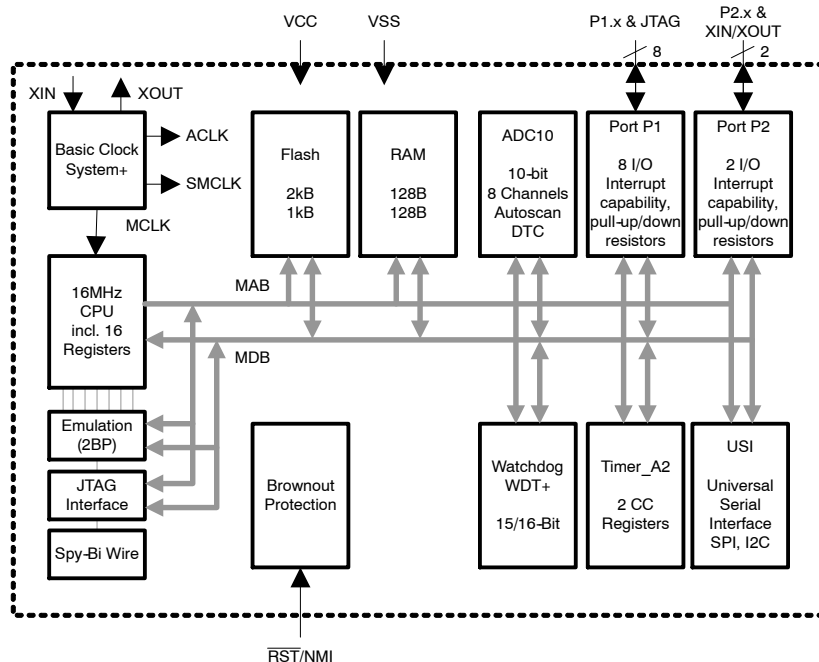 VCC
VSS
P1.x & JTAG
8
P2.x &
XIN/XOUT
2
XIN
XOUT
Basic Clock
System+
ACLK
SMCLK
MCLK
Flash
2kB
1kB
RAM
128B
128B
ADC10
10-bit
8 Channels
Autoscan
DTC
Port P1
8 I/O
Interrupt
capability,
pull-up/down
resistors
Port P2
2 I/O
Interrupt
capability,
pull-up/down
resistors
16MHz
CPU
incl. 16
Registers
MAB
MDB
Emulation
(2BP)
JTAG
Interface
Spy-Bi Wire
Brownout
Protection
Watchdog
WDT+
15/16-Bit
Timer_A2
2 CC
Registers
USI
Universal
Serial
Interface
SPI, I2C
RST/NMI